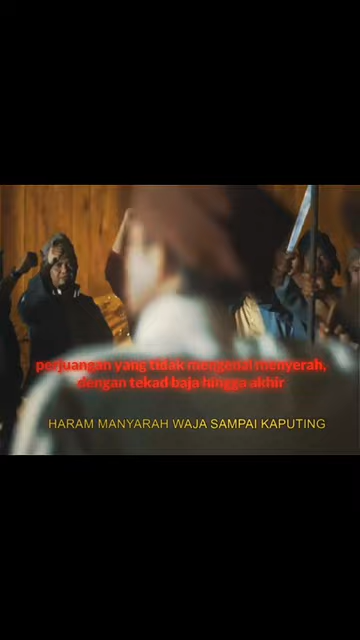 perjuangan yang tidak mengenal menyerah,
dengan tekad baja hingga akhir
HARAM MANYARAH WAJA SAMPAI KAPUTING